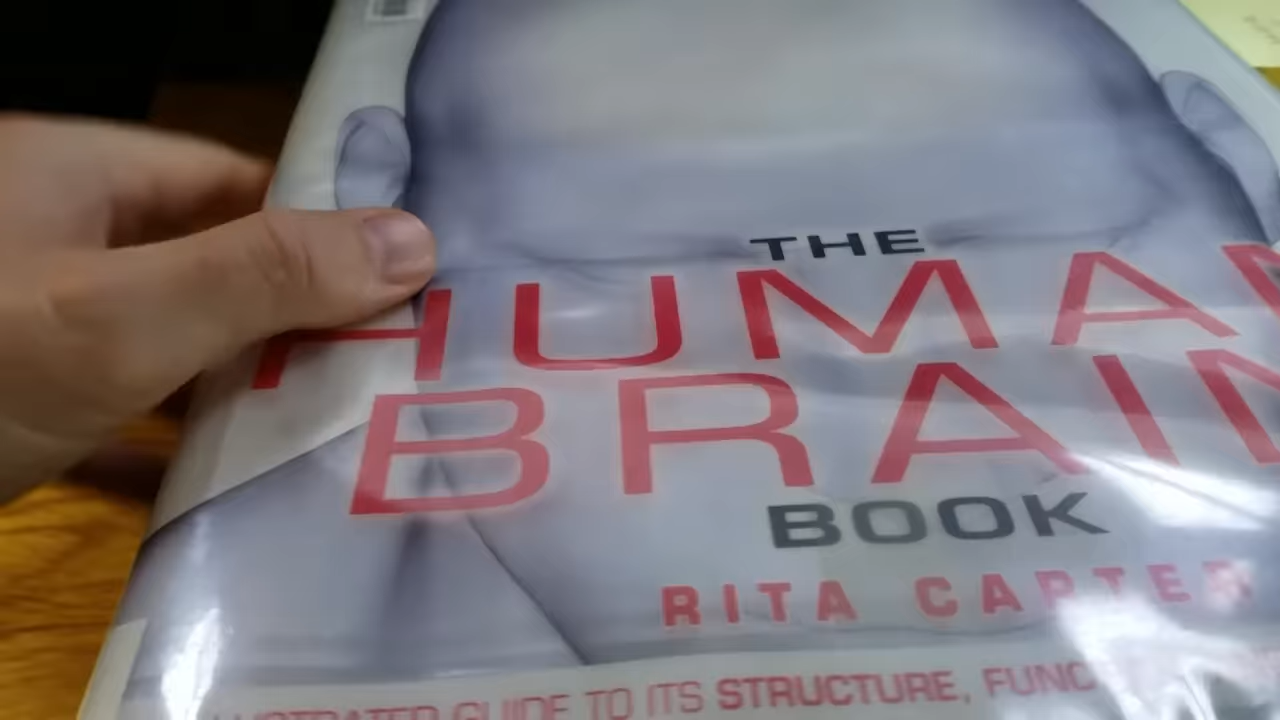 THE
HUMAN
BRAIN
BOOK
RITA CARTER
GUIDE TO ITS STRUCTURE,